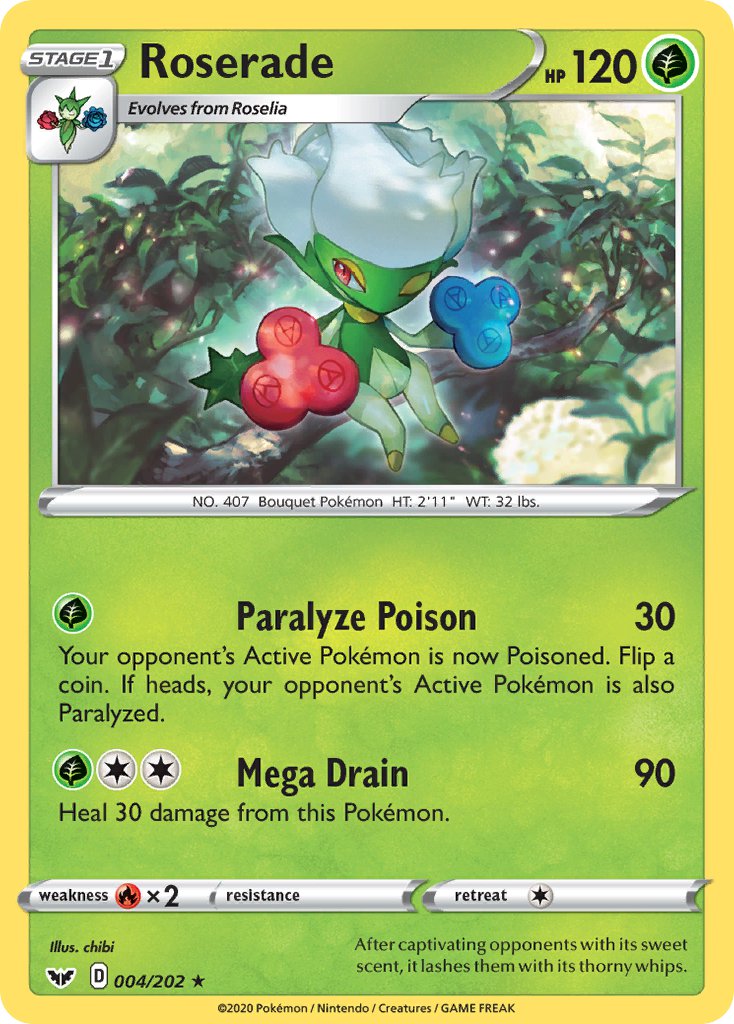 STAGE1
Roserade
HP 120
Evolves from Roselia
NO. 407 Bouquet Pokémon HT: 2'11" WT: 32 lbs.
Paralyze Poison 30
Your opponent's Active Pokémon is now Poisoned. Flip a
coin. If heads, your opponent's Active Pokémon is also
Paralyzed.
Mega Drain 90
Heal 30 damage from this Pokémon.
weakness ×2 resistance retreat
Illus. chibi
After captivating opponents with its sweet
scent, it lashes them with its thorny whips.
D 004/202 ★
©2020 Pokémon / Nintendo / Creatures / GAME FREAK